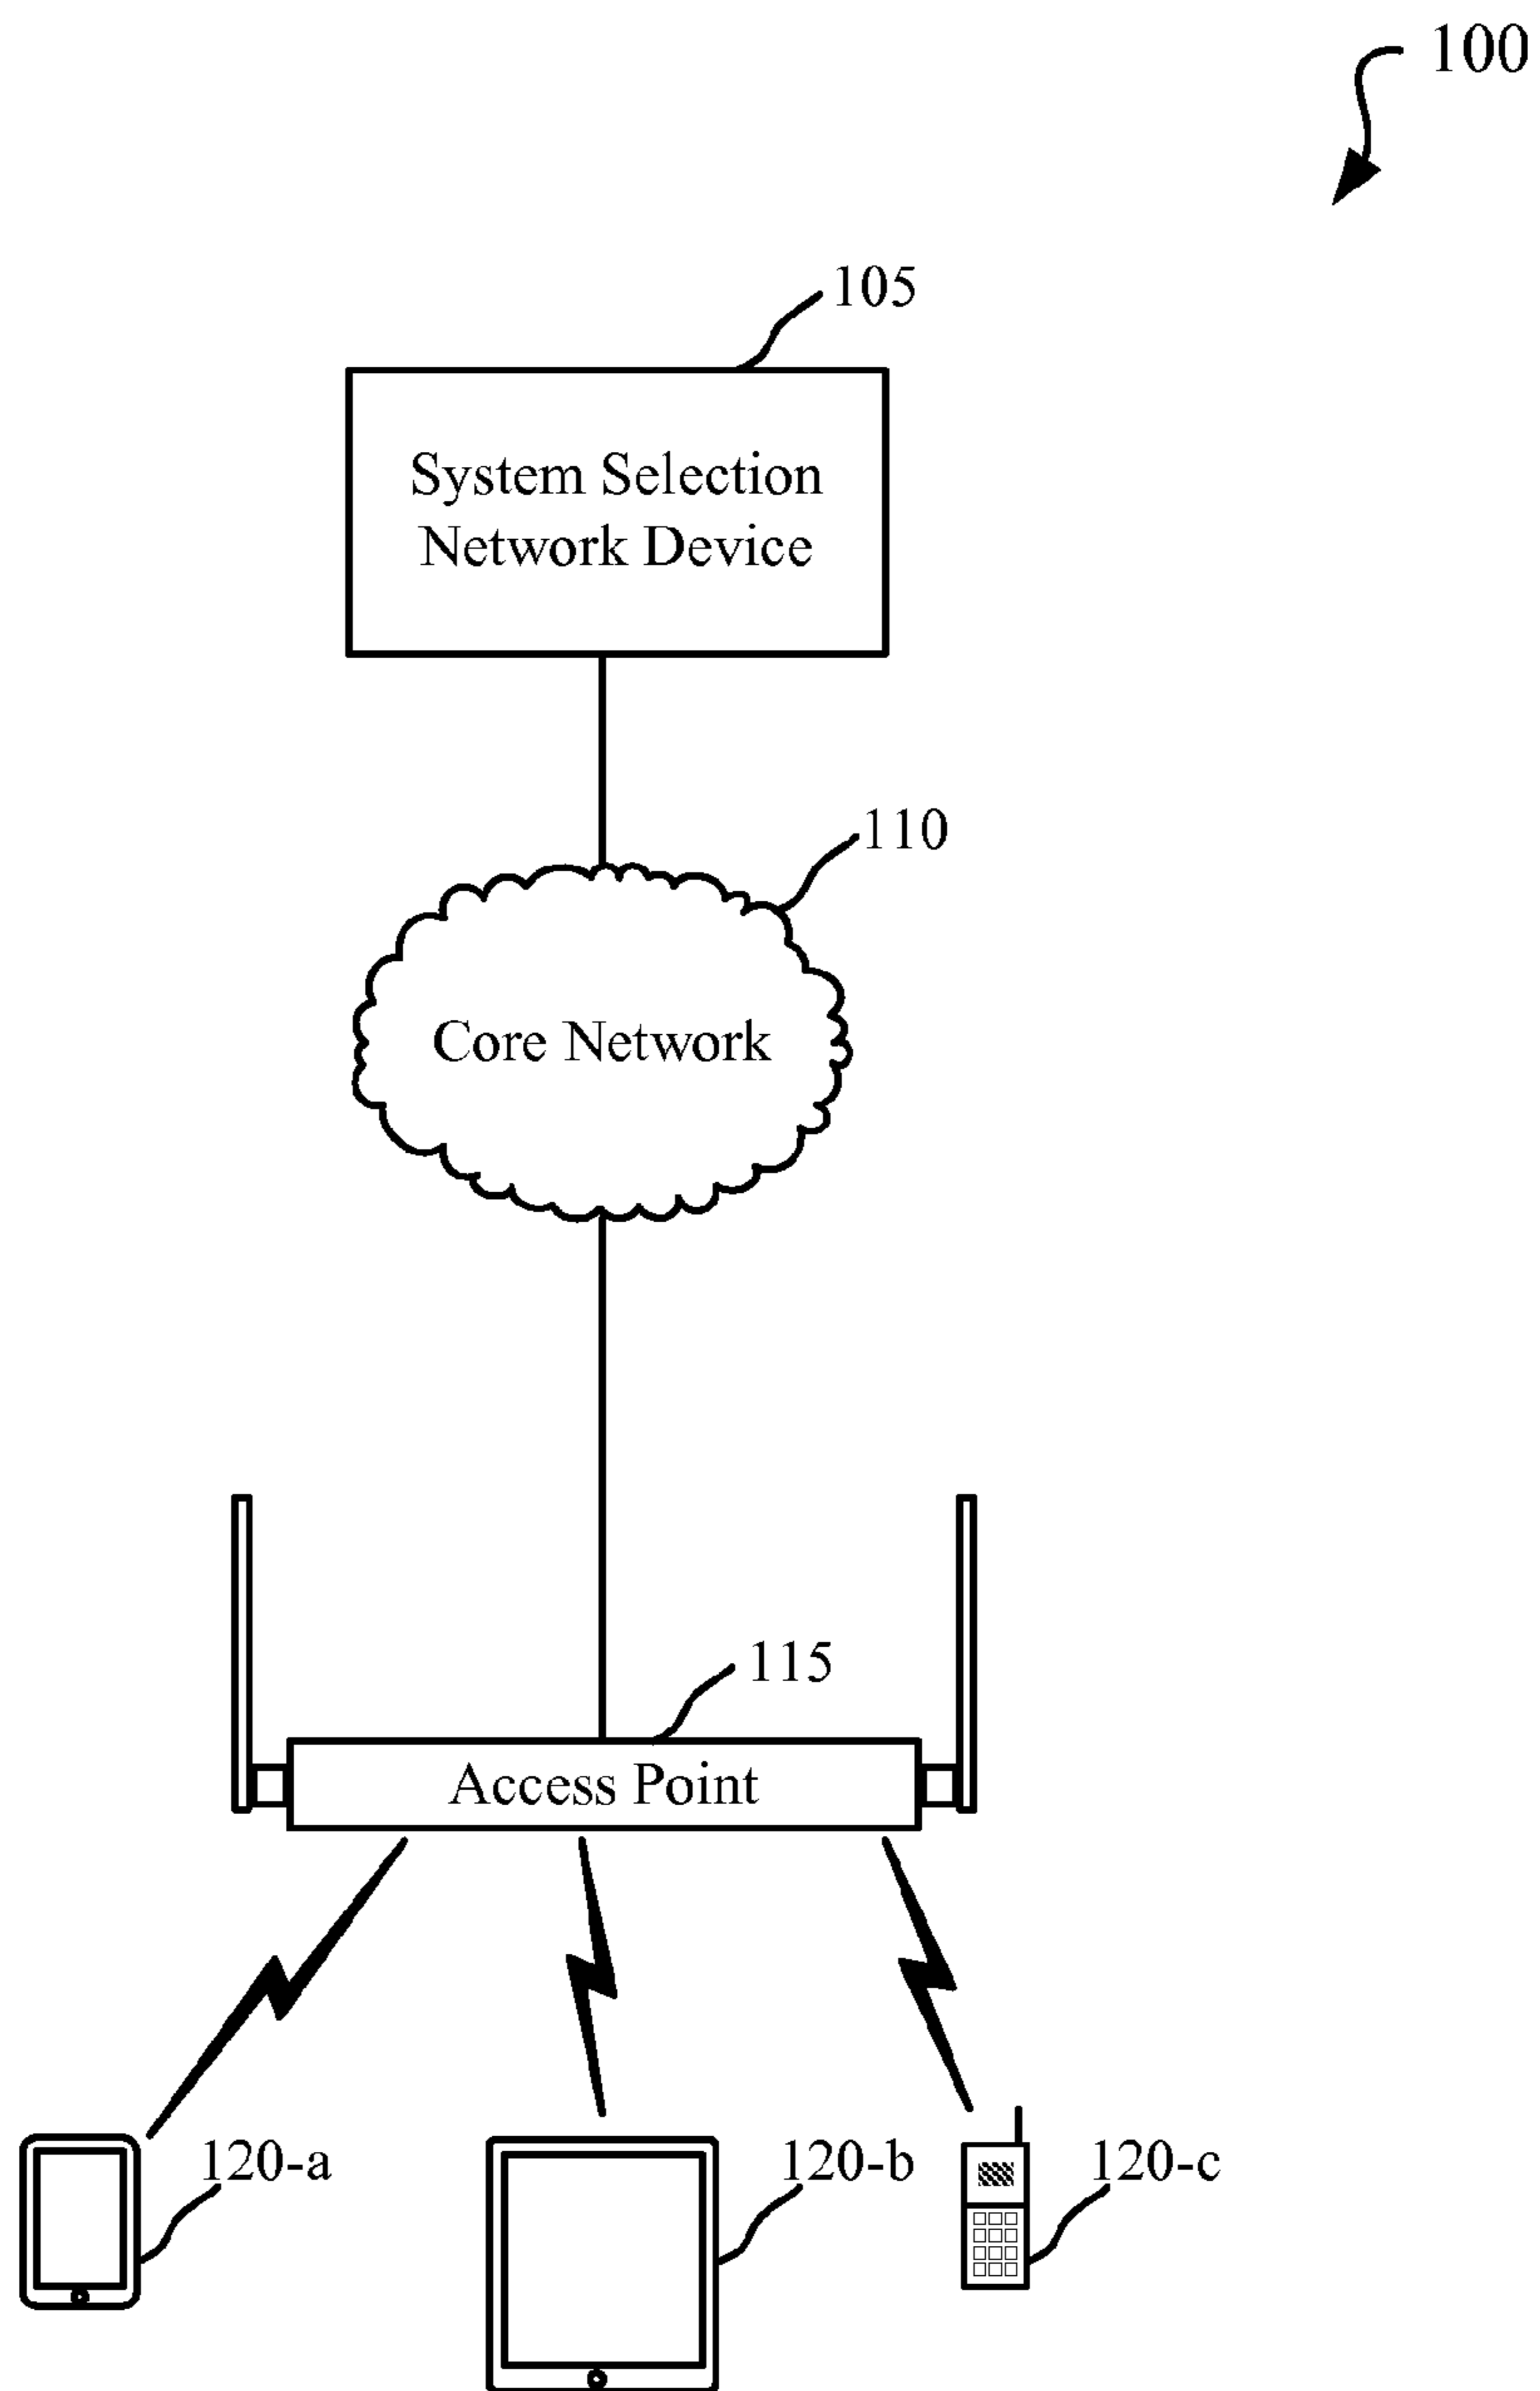 100
105
System Selection
Network Device
110
Core Network
115
Access Point
120-a
120-b
120-c